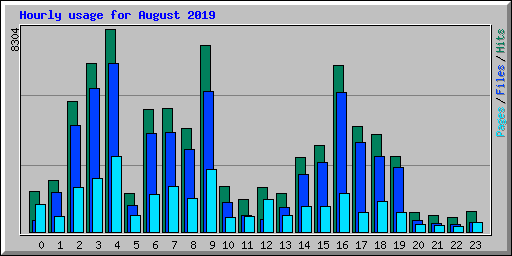 Hourly usage for August 2019
8304
Pages / Files / Hits
0 1 2 3 4 5 6 7 8 9 10 11 12 13 14 15 16 17 18 19 20 21 22 23